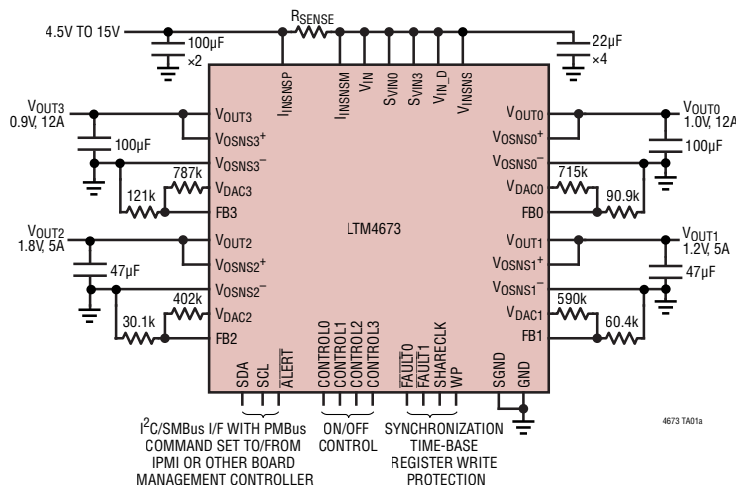 RSENSE
4.5V TO 15V
100µF
×2
22µF
×4
IINSNSP
IINSNSM
VIN
SVIN0
SVIN3
VIN_D
VINSNS
VOUT3
0.9V, 12A
100µF
787k
121k
VOUT3
VOSNS3+
VOSNS3–
VDAC3
FB3
VOUT2
1.8V, 5A
47µF
402k
30.1k
VOUT2
VOSNS2+
VOSNS2–
VDAC2
FB2
LTM4673
VOUT0
VOSNS0+
VOSNS0–
VDAC0
FB0
VOUT0
1.0V, 12A
100µF
715k
90.9k
VOUT1
VOSNS1+
VOSNS1–
VDAC1
FB1
VOUT1
1.2V, 5A
47µF
590k
60.4k
SDA
SCL
ALERT
CONTROL0
CONTROL1
CONTROL2
CONTROL3
FAULT0
FAULT1
SHARECLK
WP
SGND
GND
I2C/SMBus I/F WITH PMBus
COMMAND SET TO/FROM
IPMI OR OTHER BOARD
MANAGEMENT CONTROLLER
ON/OFF
CONTROL
SYNCHRONIZATION
TIME-BASE
REGISTER WRITE
PROTECTION
4673 TA01a